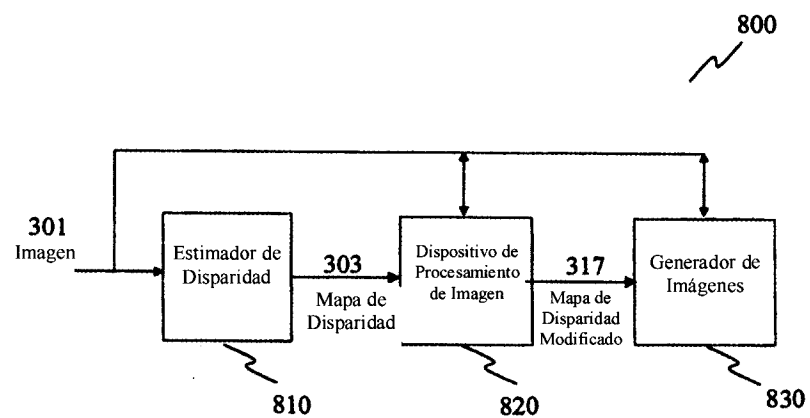 800
301
Imagen
Estimador de
Disparidad
303
Mapa de
Disparidad
Dispositivo de
Procesamiento
de Imagen
317
Mapa de
Disparidad
Modificado
Generador de
Imágenes
810
820
830